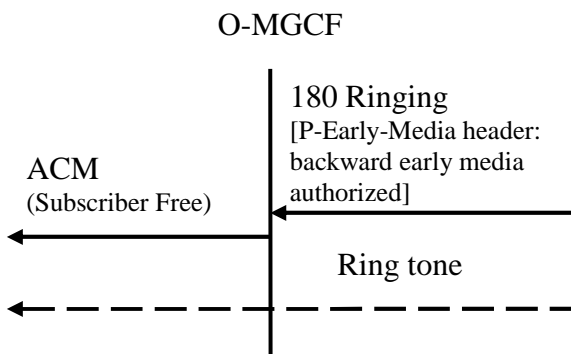 O-MGCF
180 Ringing
[P-Early-Media header:
backward early media
authorized]
ACM
(Subscriber Free)
Ring tone